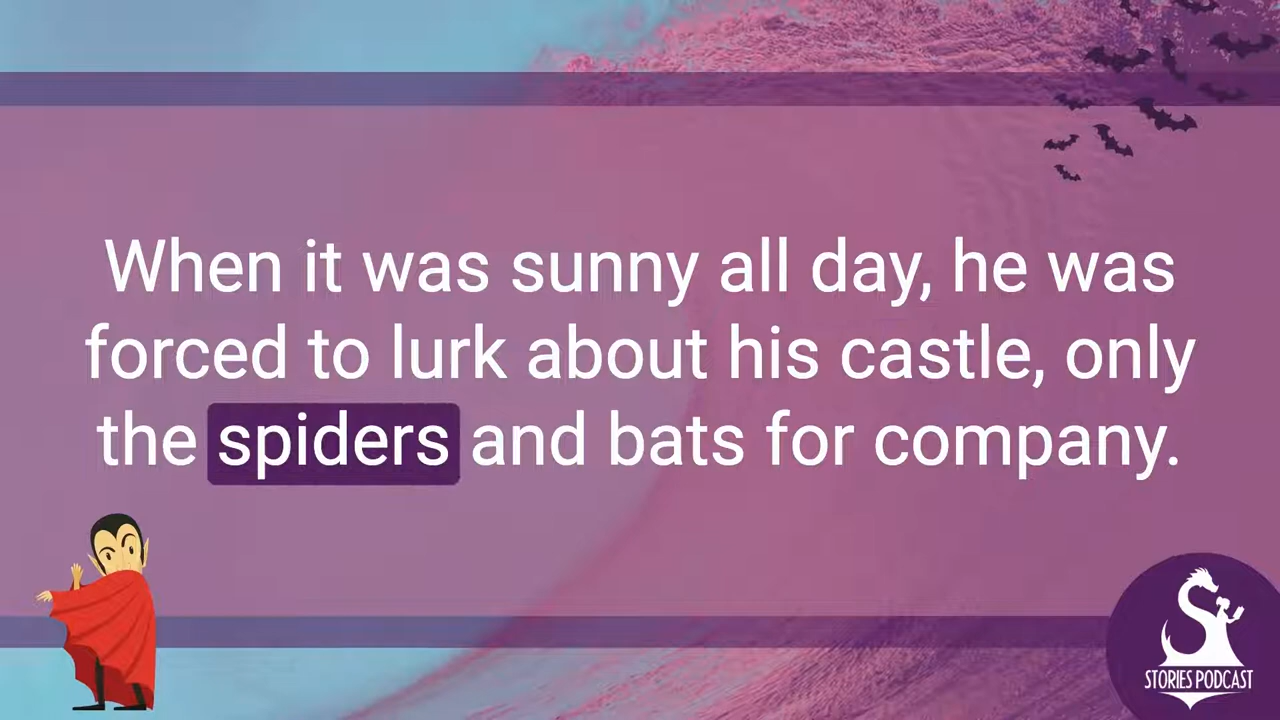 When it was sunny all day, he was
forced to lurk about his castle, only
the spiders and bats for company.
STORIES PODCAST